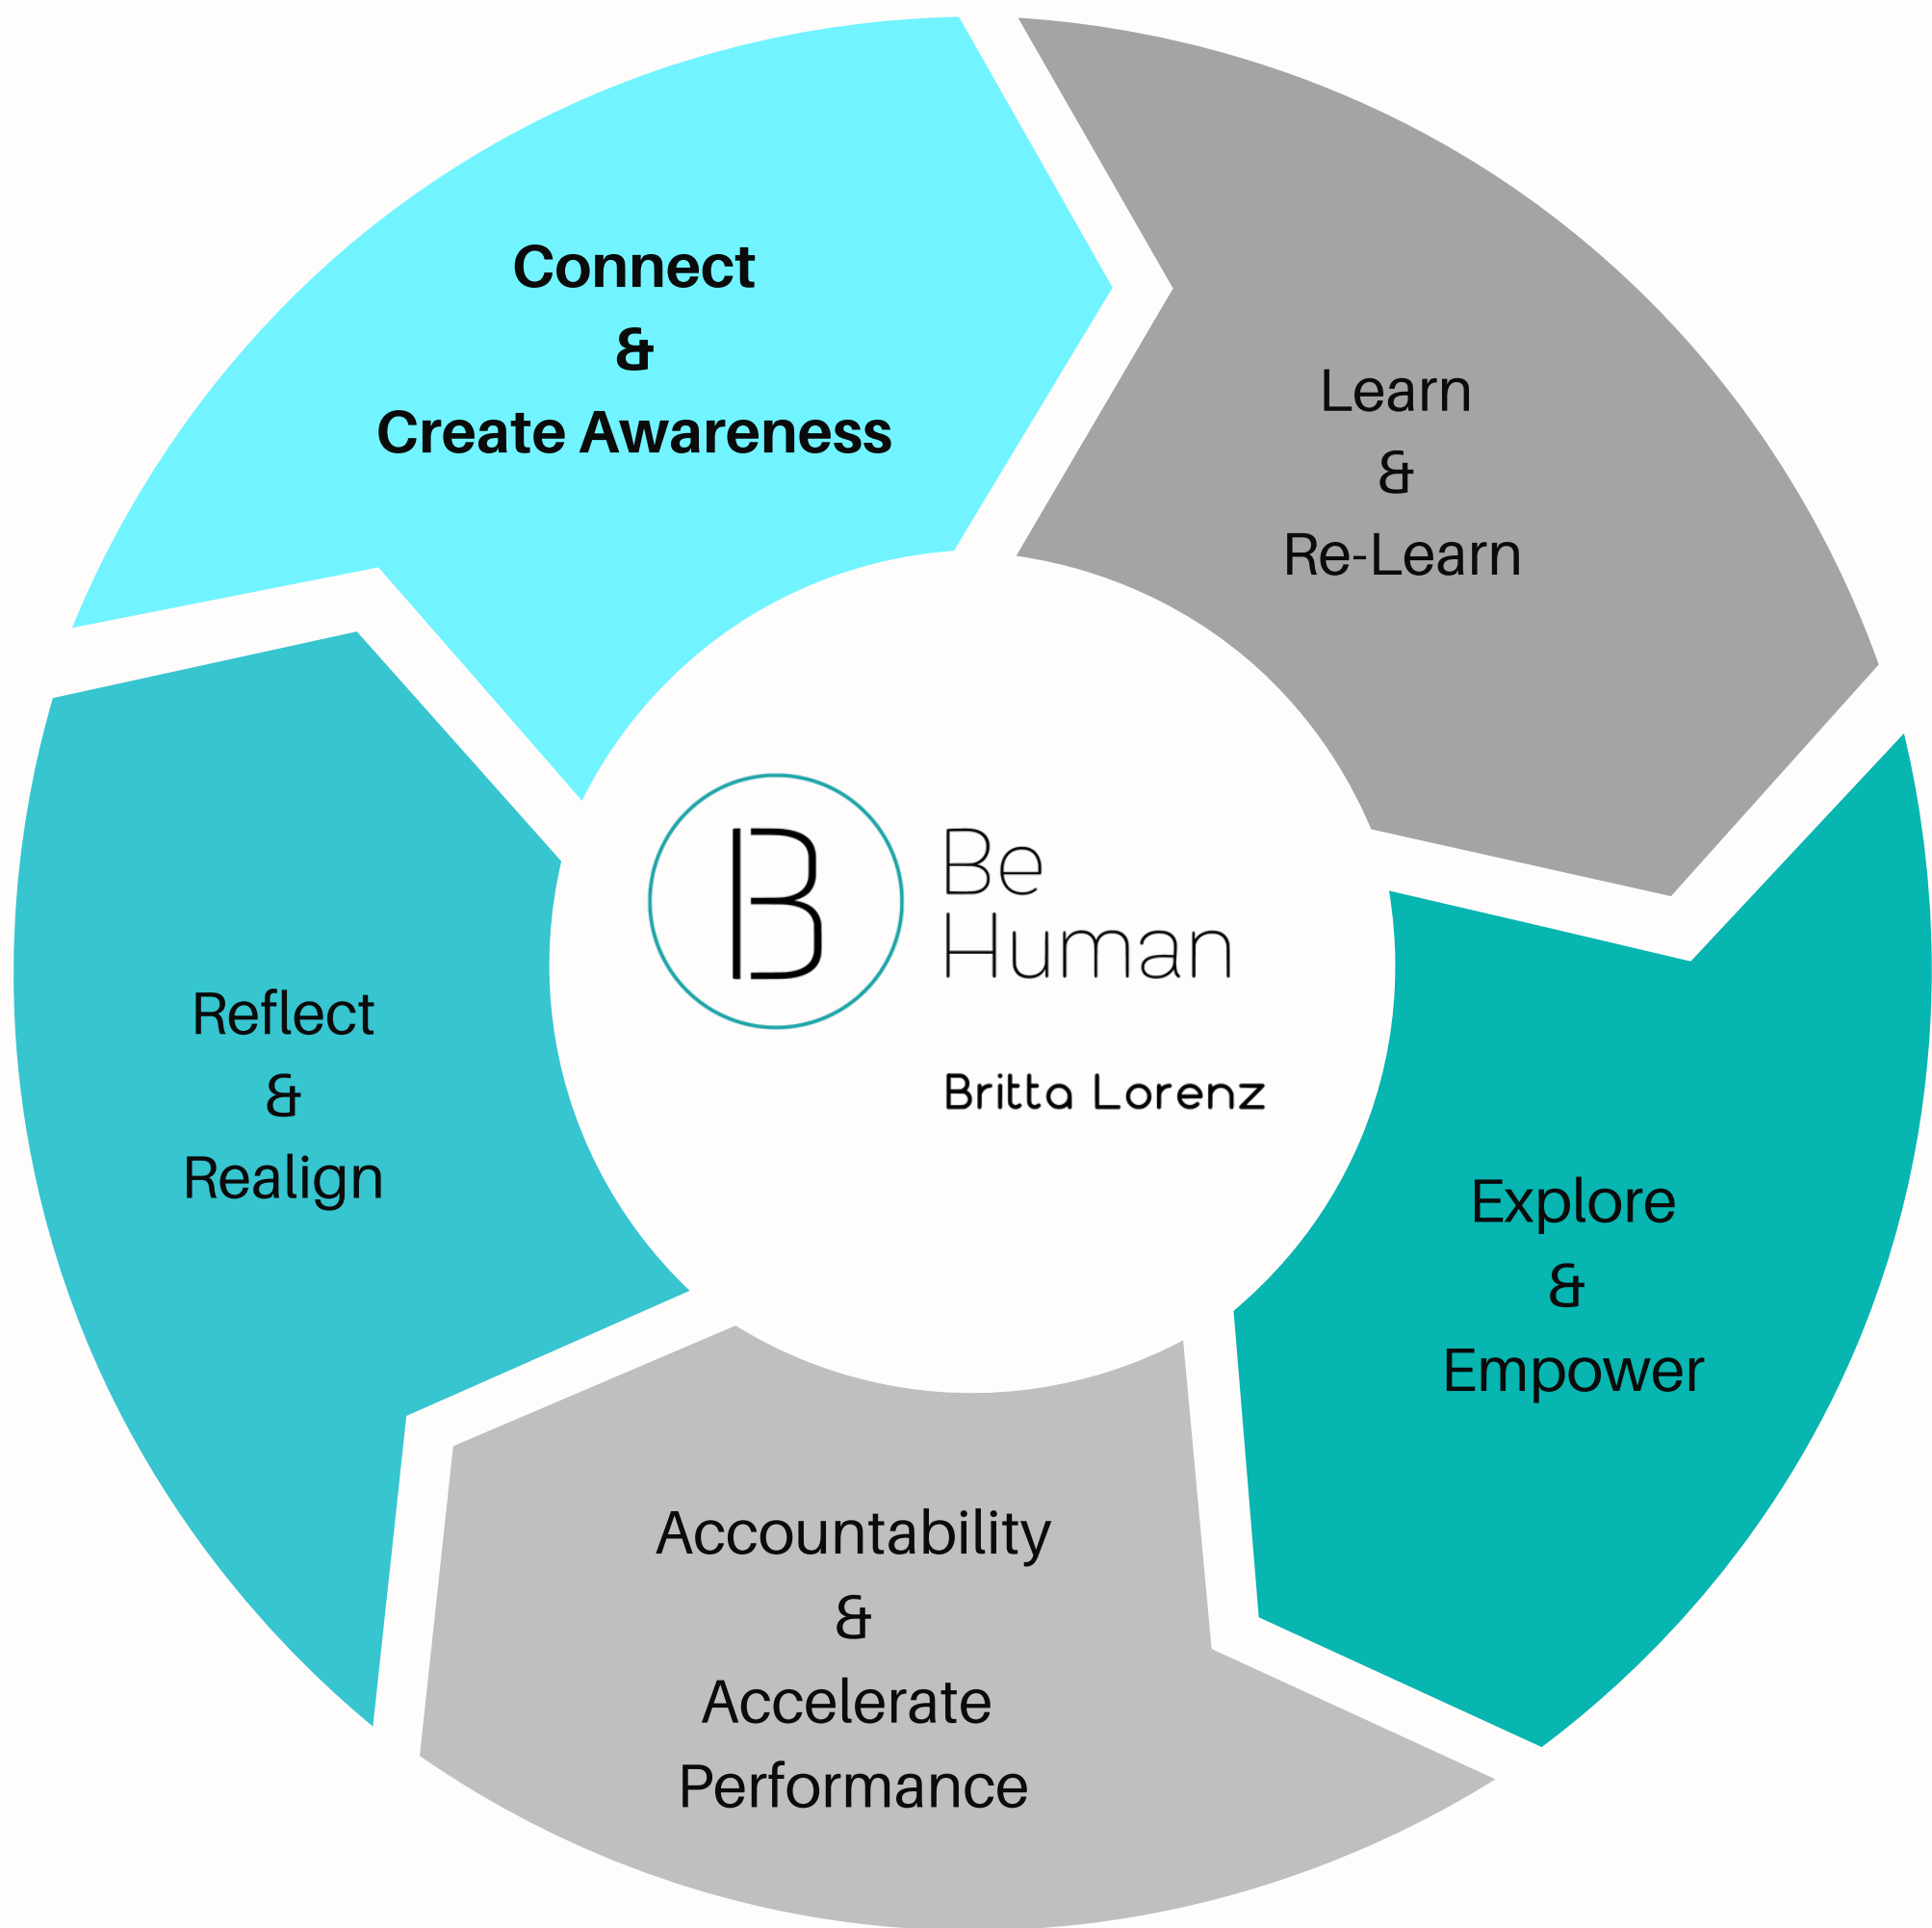 Connect
&
Create Awareness
Learn
&
Re-Learn
Explore
&
Empower
Accountability
&
Accelerate
Performance
Reflect
&
Realign
B
Be
Human
Britta Lorenz